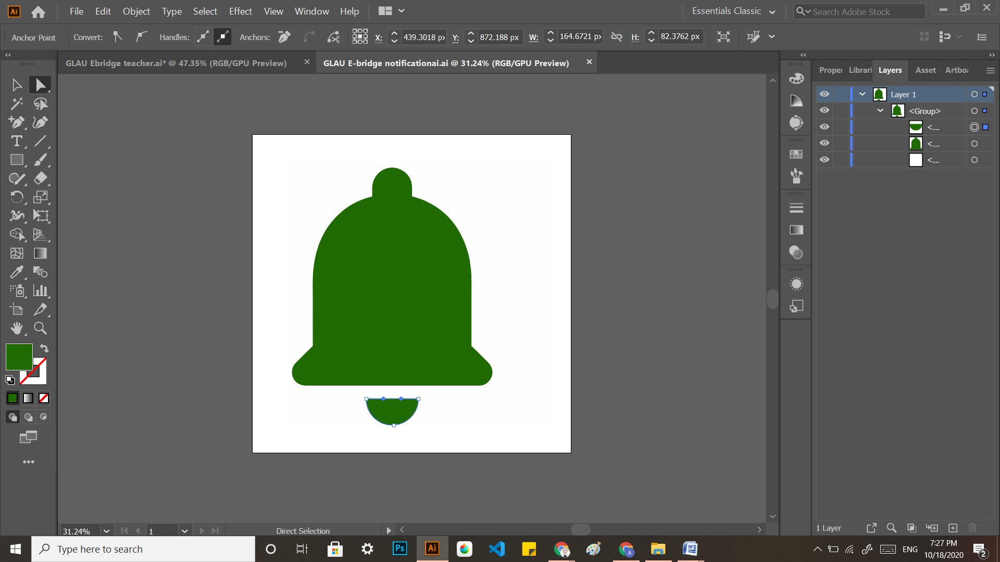 Ai File Edit Object Type Select Effect View Window Help Essentials Classic Search Adobe Stock
Anchor Point Convert: Handles: Anchors: X: 439.3018 px Y: 872.188 px W: 164.6721 px H: 82.3762 px
GLAU Ebridge teacher.ai* @ 47.35% (RGB/GPU Preview) GLAU E-bridge notificationai.ai @ 31.24% (RGB/GPU Preview)
Proper Librari Layers Asset Artboa
Layer 1
<Group>
<...
<...
<...
31.24% 1 Direct Selection 1 Layer
Type here to search Ps Ai A ENG 7:27 PM
10/18/2020 2